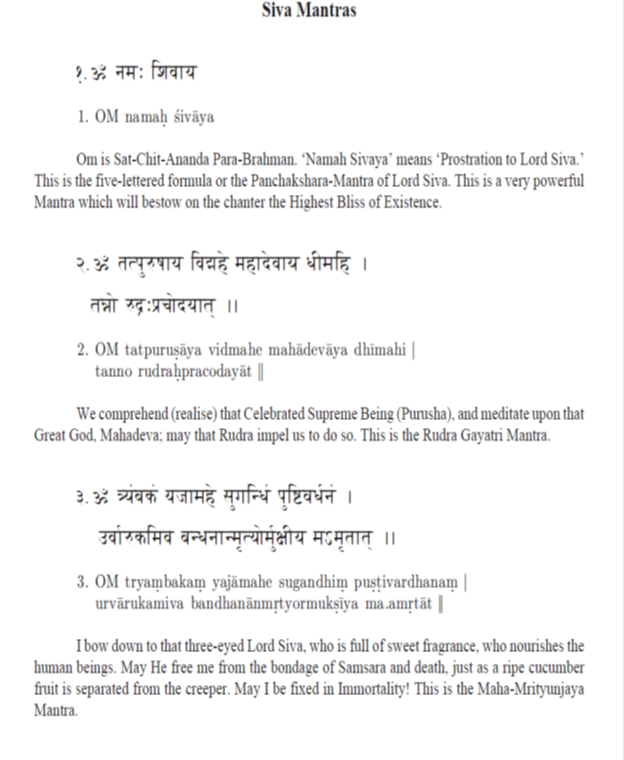 Siva Mantras
१. ॐ नमः शिवाय
1. OM namaḥ śivāya
Om is Sat-Chit-Ananda Para-Brahman. ‘Namah Sivaya’ means ‘Prostration to Lord Siva.’
This is the five-lettered formula or the Panchakshara-Mantra of Lord Siva. This is a very powerful
Mantra which will bestow on the chanter the Highest Bliss of Existence.
२. ॐ तत्पुरुषाय विद्महे महादेवाय धीमहि ।
तन्नो रुद्रःप्रचोदयात् ॥
2. OM tatpuruṣāya vidmahe mahādevāya dhīmahi |
tanno rudraḥpracodayāt ||
We comprehend (realise) that Celebrated Supreme Being (Purusha), and meditate upon that
Great God, Mahadeva; may that Rudra impel us to do so. This is the Rudra Gayatri Mantra.
३. ॐ त्र्यंबकं यजामहे सुगन्धिं पुष्टिवर्धनं ।
उर्वारुकमिव बन्धनान्मृत्योर्मुक्षीय मऽमृतात् ॥
3. OM tryaṃbakaṃ yajāmahe sugandhiṃ puṣṭivardhanaṃ |
urvārukamiva bandhanānmṛtyormukṣīya ma.amṛtāt ||
I bow down to that three-eyed Lord Siva, who is full of sweet fragrance, who nourishes the
human beings. May He free me from the bondage of Samsara and death, just as a ripe cucumber
fruit is separated from the creeper. May I be fixed in Immortality! This is the Maha-Mrityunjaya
Mantra.